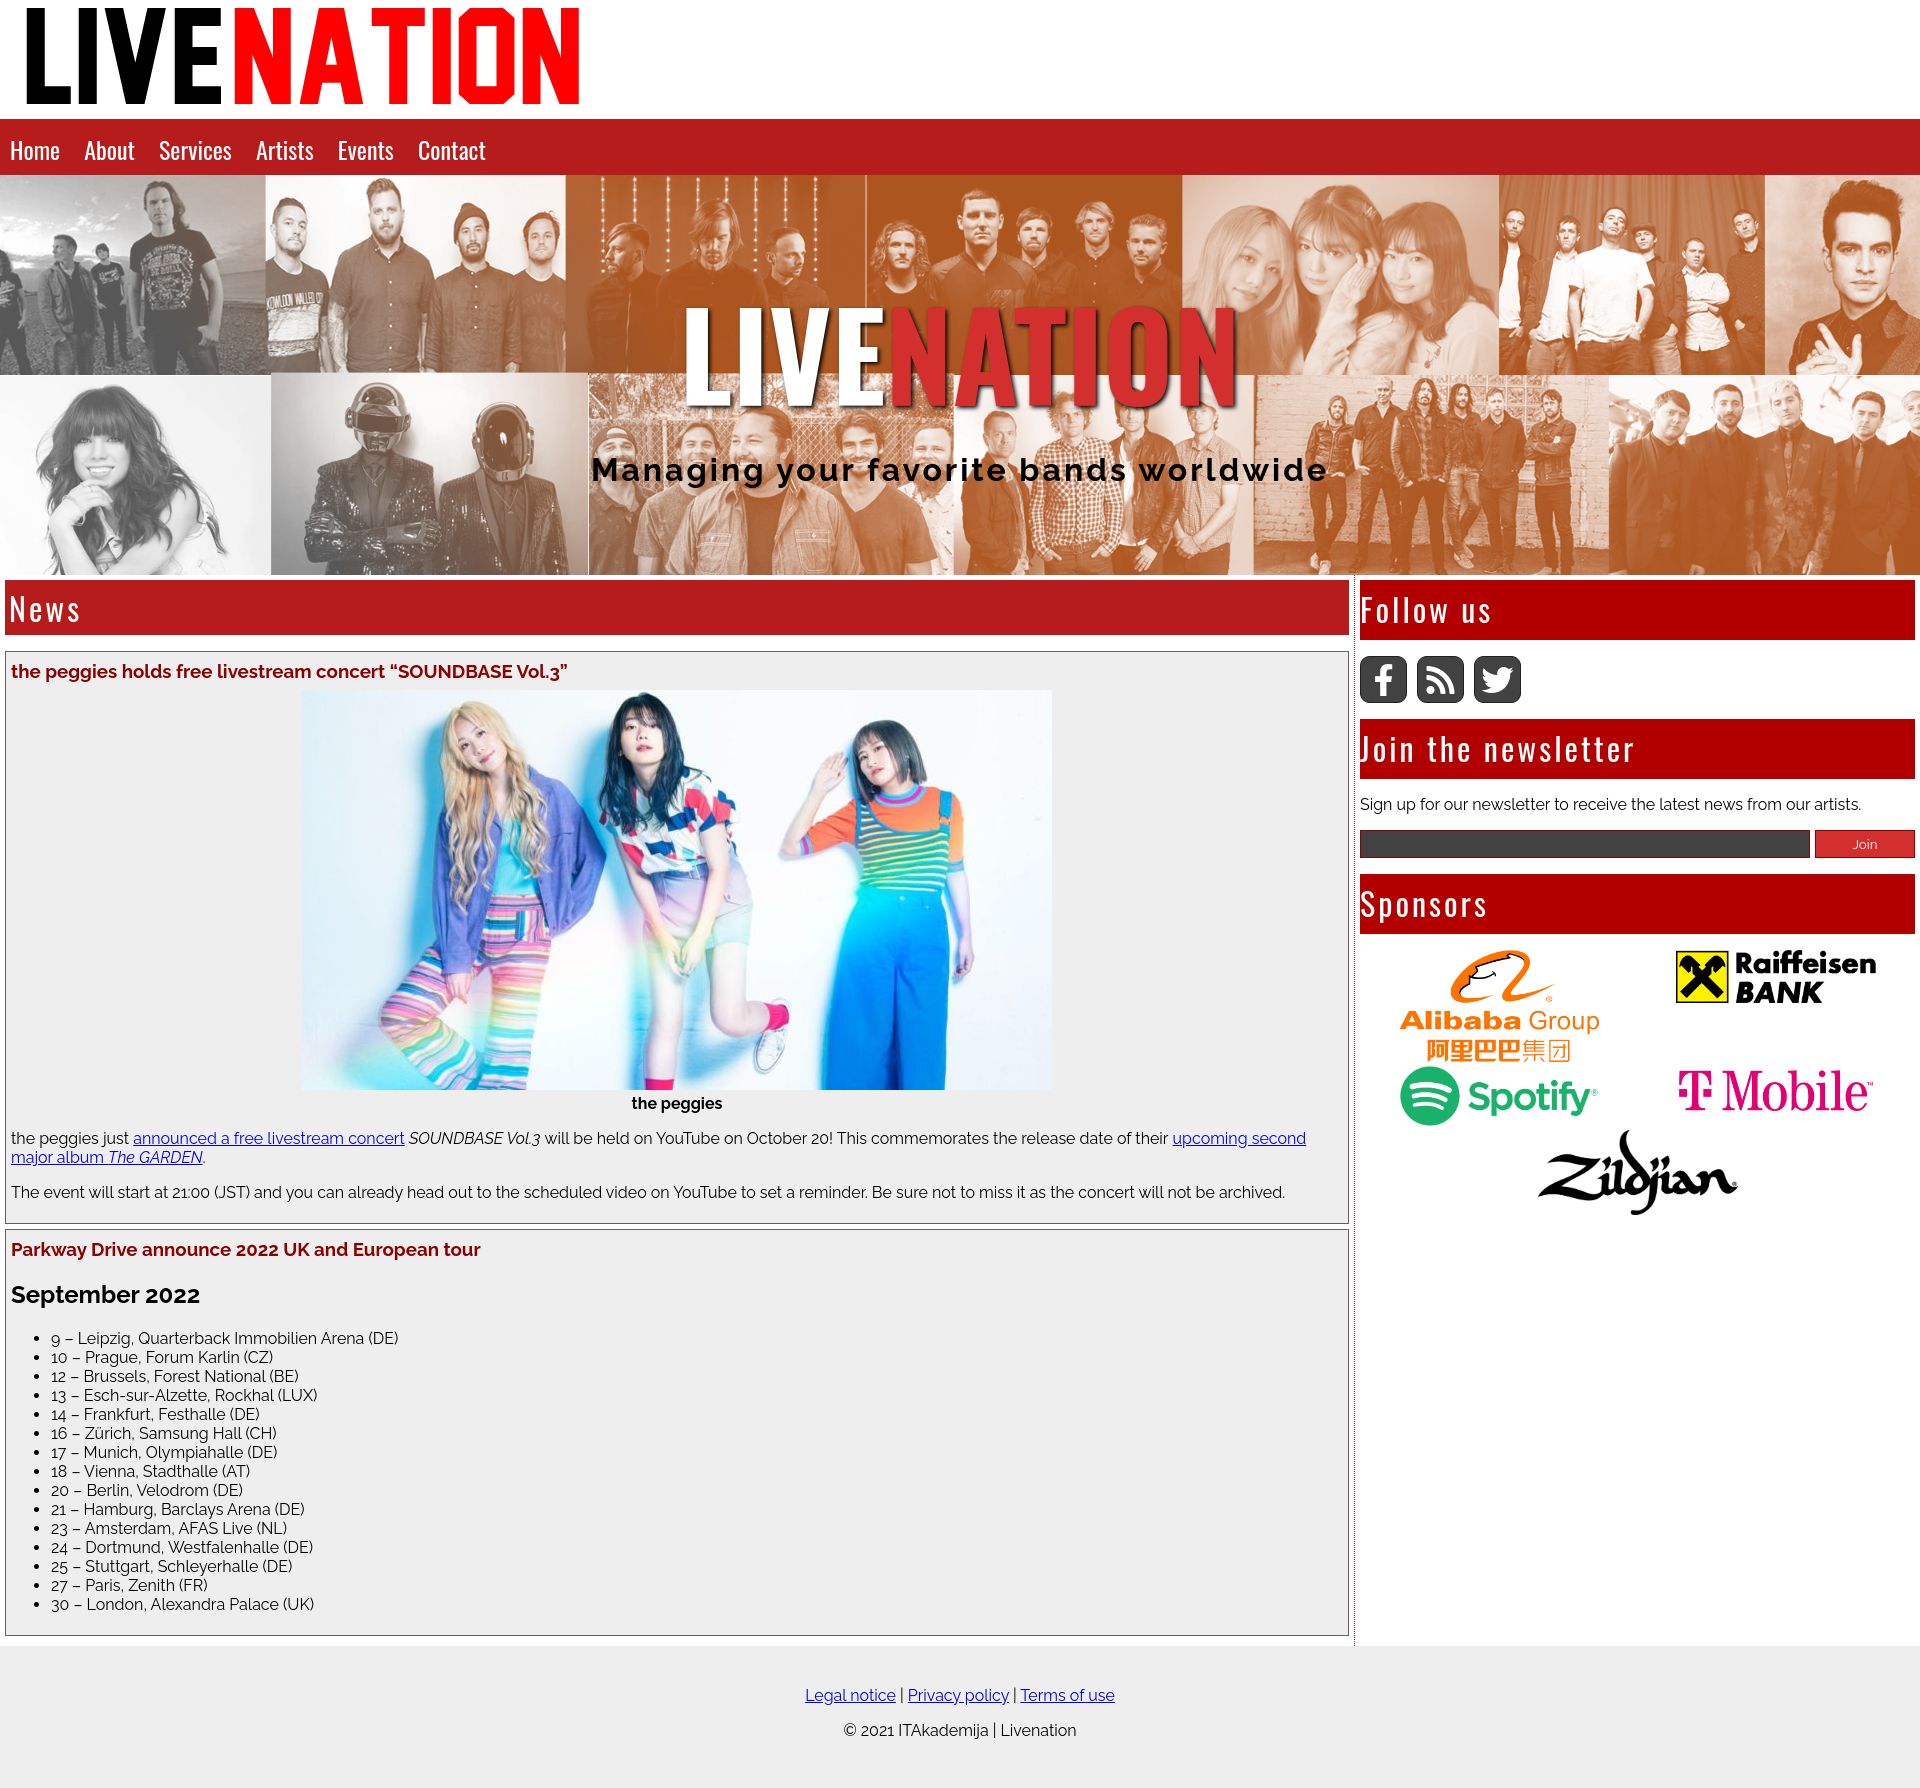 LIVENATION
Home About Services Artists Events Contact
LIVENATION
Managing your favorite bands worldwide
News
the peggies holds free livestream concert “SOUNDBASE Vol.3”
the peggies
the peggies just announced a free livestream concert SOUNDBASE Vol.3 will be held on YouTube on October 20! This commemorates the release date of their upcoming second
major album The GARDEN.
The event will start at 21:00 (JST) and you can already head out to the scheduled video on YouTube to set a reminder. Be sure not to miss it as the concert will not be archived.
Parkway Drive announce 2022 UK and European tour
September 2022
9 – Leipzig, Quarterback Immobilien Arena (DE)
10 – Prague, Forum Karlin (CZ)
12 – Brussels, Forest National (BE)
13 – Esch-sur-Alzette, Rockhal (LUX)
14 – Frankfurt, Festhalle (DE)
16 – Zürich, Samsung Hall (CH)
17 – Munich, Olympiahalle (DE)
18 – Vienna, Stadthalle (AT)
20 – Berlin, Velodrom (DE)
21 – Hamburg, Barclays Arena (DE)
23 – Amsterdam, AFAS Live (NL)
24 – Dortmund, Westfalenhalle (DE)
25 – Stuttgart, Schleyerhalle (DE)
27 – Paris, Zenith (FR)
30 – London, Alexandra Palace (UK)
Follow us
Join the newsletter
Sign up for our newsletter to receive the latest news from our artists.
Join
Sponsors
Alibaba Group
阿里巴巴集团
Raiffeisen
BANK
Spotify®
T Mobile™
Zildjian
Legal notice | Privacy policy | Terms of use
© 2021 ITAkademija | Livenation